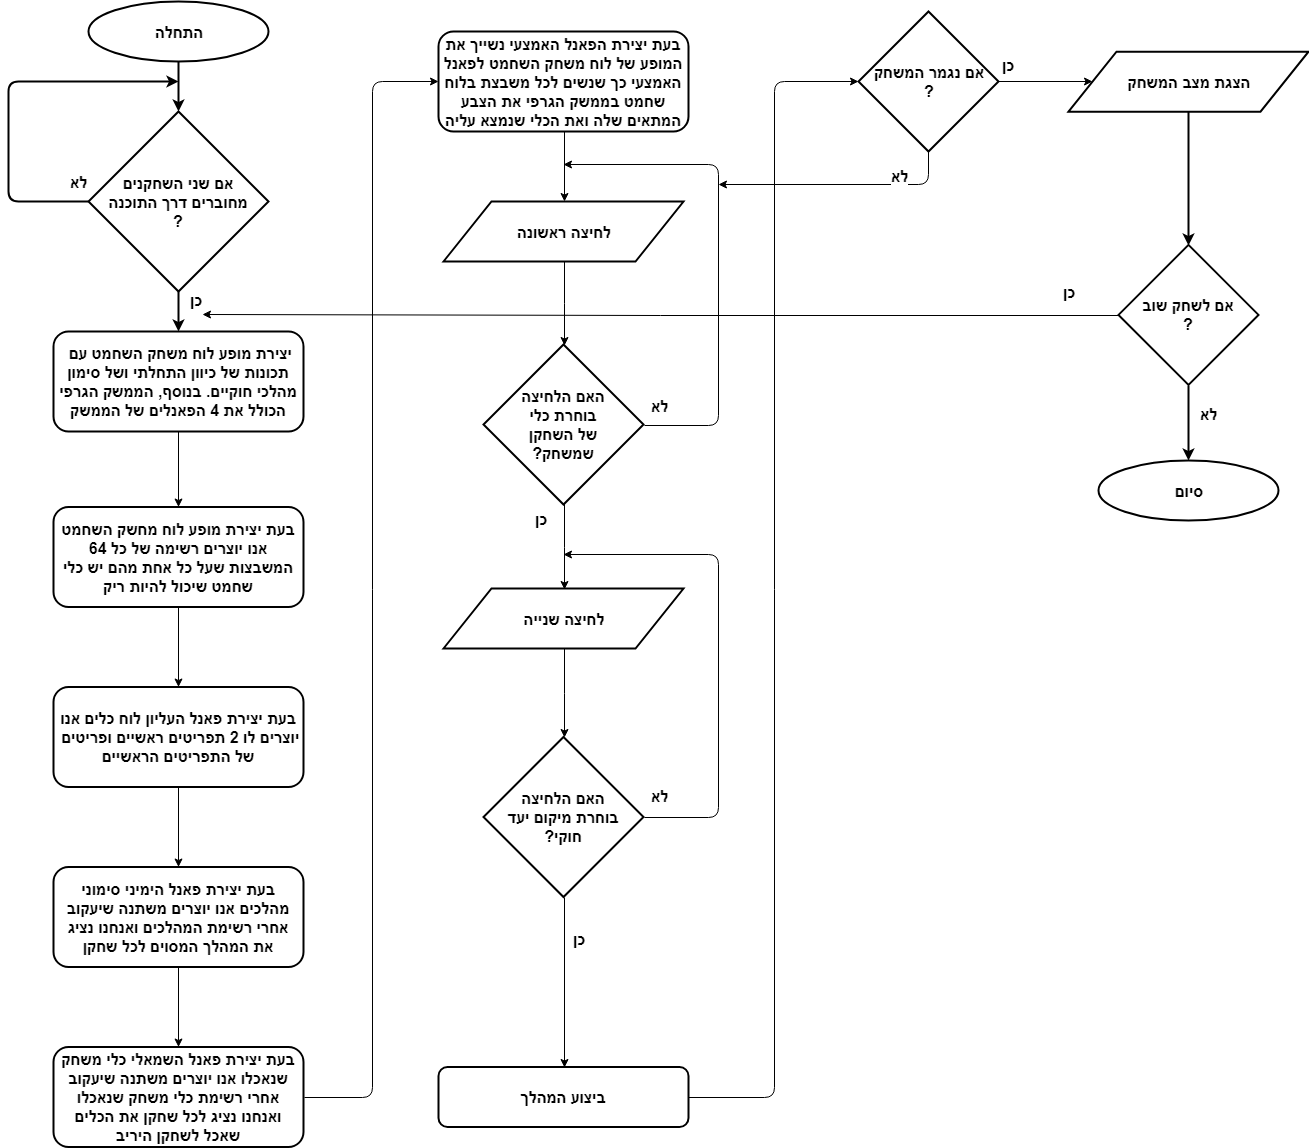 התחלה
אם שני השחקנים
מחוברים דרך התוכנה
?
לא
כן
יצירת מופע לוח משחק השחמט עם
תכונות של כיוון התחלתי ושל סימון
מהלכי חוקיים. בנוסף, הממשק הגרפי
הכולל את 4 הפאנלים של הממשק
בעת יצירת מופע לוח מחשק השחמט
אנו יוצרים רשימה של כל 64
המשבצות שעל כל אחת מהם יש כלי
שחמט שיכול להיות ריק
בעת יצירת פאנל העליון לוח כלים אנו
יוצרים לו 2 תפריטים ראשיים ופריטים
של התפריטים הראשיים
בעת יצירת פאנל הימיני סימוני
מהלכים אנו יוצרים משתנה שיעקוב
אחרי רשימת המהלכים ואנחנו נציג
את המהלך המסוים לכל שחקן
בעת יצירת פאנל השמאלי כלי משחק
שנאכלו אנו יוצרים משתנה שיעקוב
אחרי רשימת כלי משחק שנאכלו
ואנחנו נציג לכל שחקן את הכלים
שאכל לשחקן היריב
בעת יצירת הפאנל האמצעי נשייך את
המופע של לוח משחק השחמט לפאנל
האמצעי כך שנשים לכל משבצת בלוח
שחמט בממשק הגרפי את הצבע
המתאים שלה ואת הכלי שנמצא עליה
לחיצה ראשונה
האם הלחיצה
בוחרת כלי
של השחקן
שמשחק?
לא
כן
לחיצה שנייה
האם הלחיצה
בוחרת מיקום יעד
חוקי?
לא
כן
ביצוע המהלך
אם נגמר המשחק
?
כן
לא
הצגת מצב המשחק
אם לשחק שוב
?
כן
לא
סיום